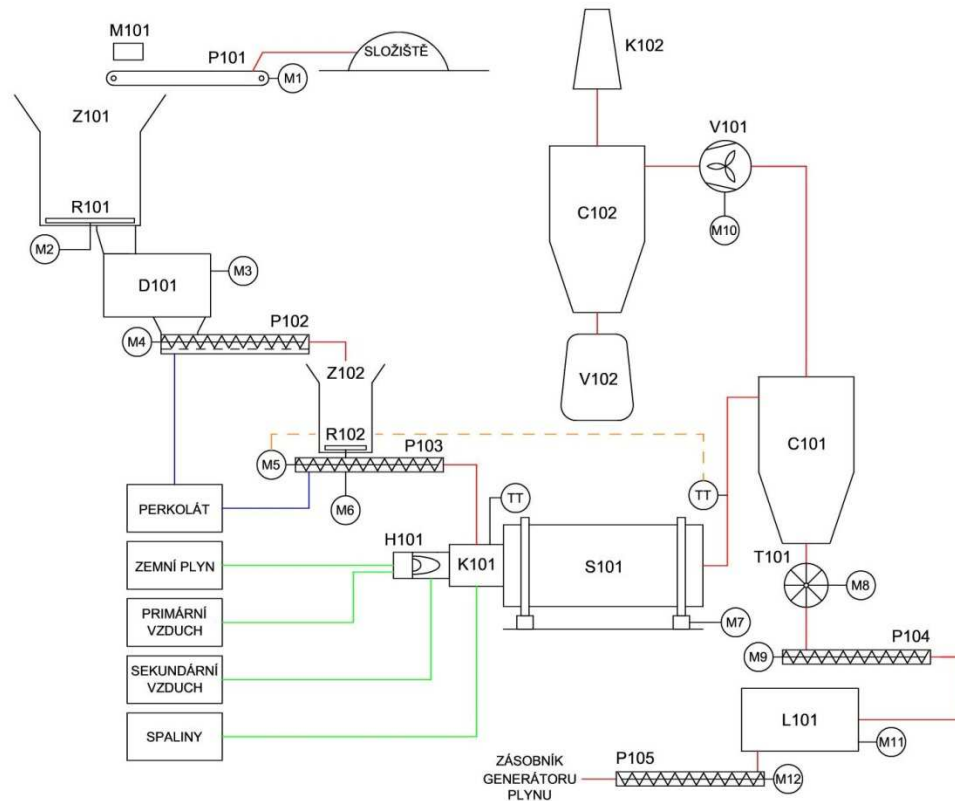 M101
P101
SLOŽIŠTĚ
M1
K102
Z101
V101
R101
M2
M10
C102
M3
D101
P102
M4
Z102
V102
R102
P103
M5
C101
TT
TT
PERKOLÁT
M6
H101
T101
ZEMNÍ PLYN
K101
S101
M8
PRIMÁRNÍ
VZDUCH
M7
P104
M9
SEKUNDÁRNÍ
VZDUCH
L101
SPALINY
M11
ZÁSOBNÍK
GENERÁTORU
PLYNU
P105
M12